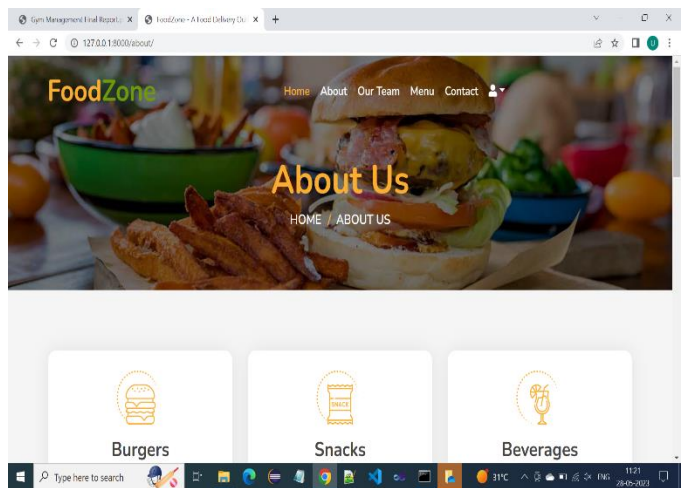 Gym Management Final Report
FoodZone - A Food Delivery
127.0.0.1:8000/about/
U
FoodZone
Home About Our Team Menu Contact
About Us
HOME / ABOUT US
SNACK
Burgers
Snacks
Beverages
Type here to search
31°C
ENG
11:21
28-05-2023